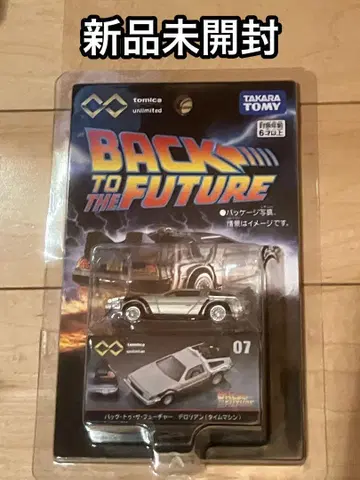 新品未開封
tomica
unlimited
TAKARA
TOMY
対象年齢
6才以上
BACK
TO
THE
FUTURE
●パッケージ写真、
情景はイメージです。
tomica
unlimited
07
バック・トゥ・ザ・フューチャー デロリアン(タイムマシン)